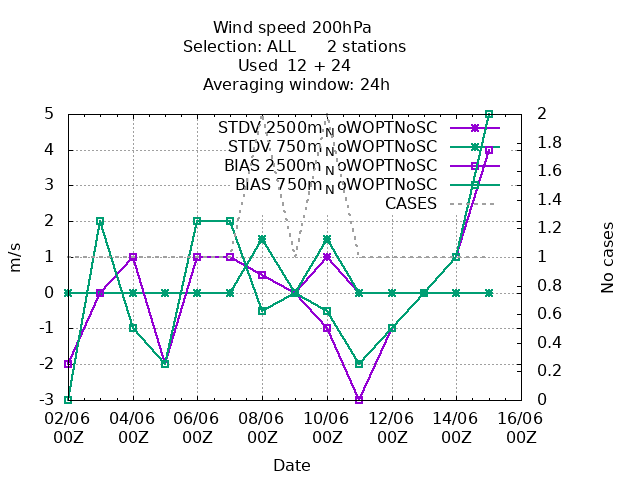 Wind speed 200hPa
Selection: ALL 2 stations
Used 12 + 24
Averaging window: 24h
5 2
STDV 2500m_NoWOPTNoSC
4 1.8
STDV 750m_NoWOPTNoSC
1.6
BIAS 2500m_NoWOPTNoSC
3 1.4
BIAS 750m_NoWOPTNoSC
CASES
2 1.2
1 1
0 0.8
-1 0.6
-2 0.4
0.2
-3 0
m/s
No cases
02/06 04/06 06/06 08/06 10/06 12/06 14/06 16/06
00Z 00Z 00Z 00Z 00Z 00Z 00Z 00Z
Date